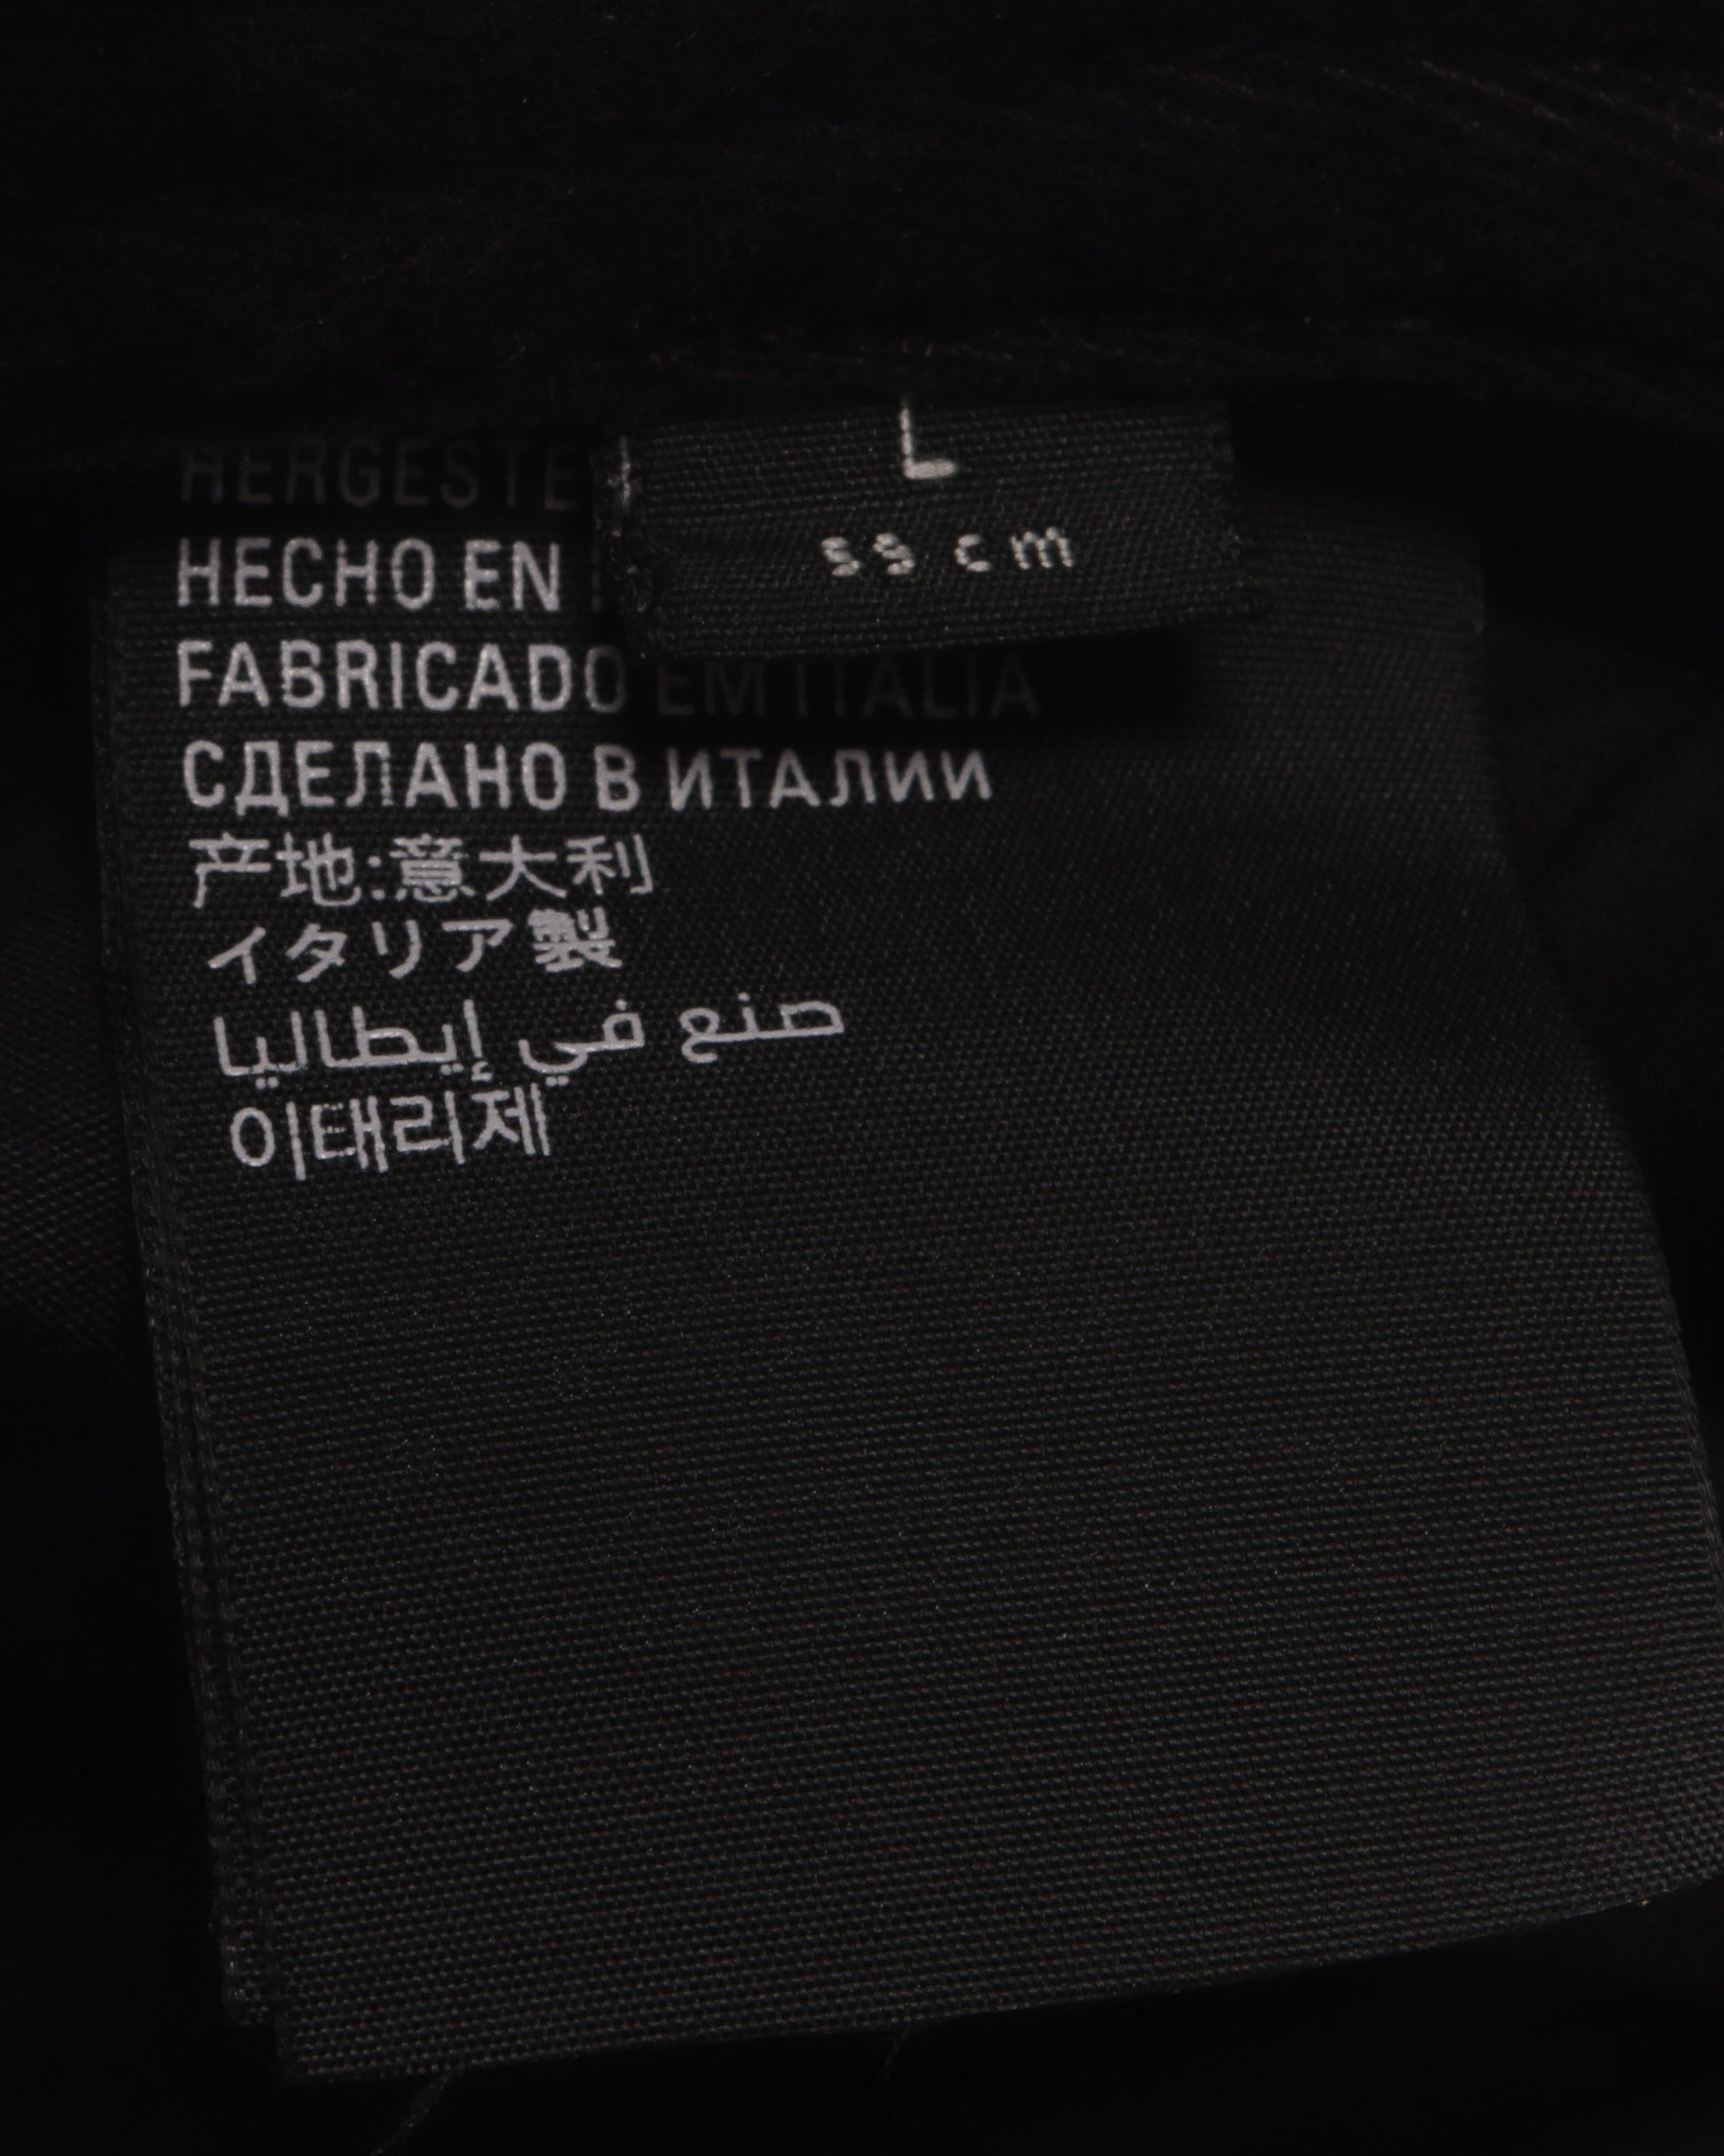 L
59 cm
HERGESTE
HECHO EN
FABRICADO EM ITALIA
СДЕЛАНО В ИТАЛИИ
产地:意大利
イタリア製
صنع في إيطاليا
이태리제